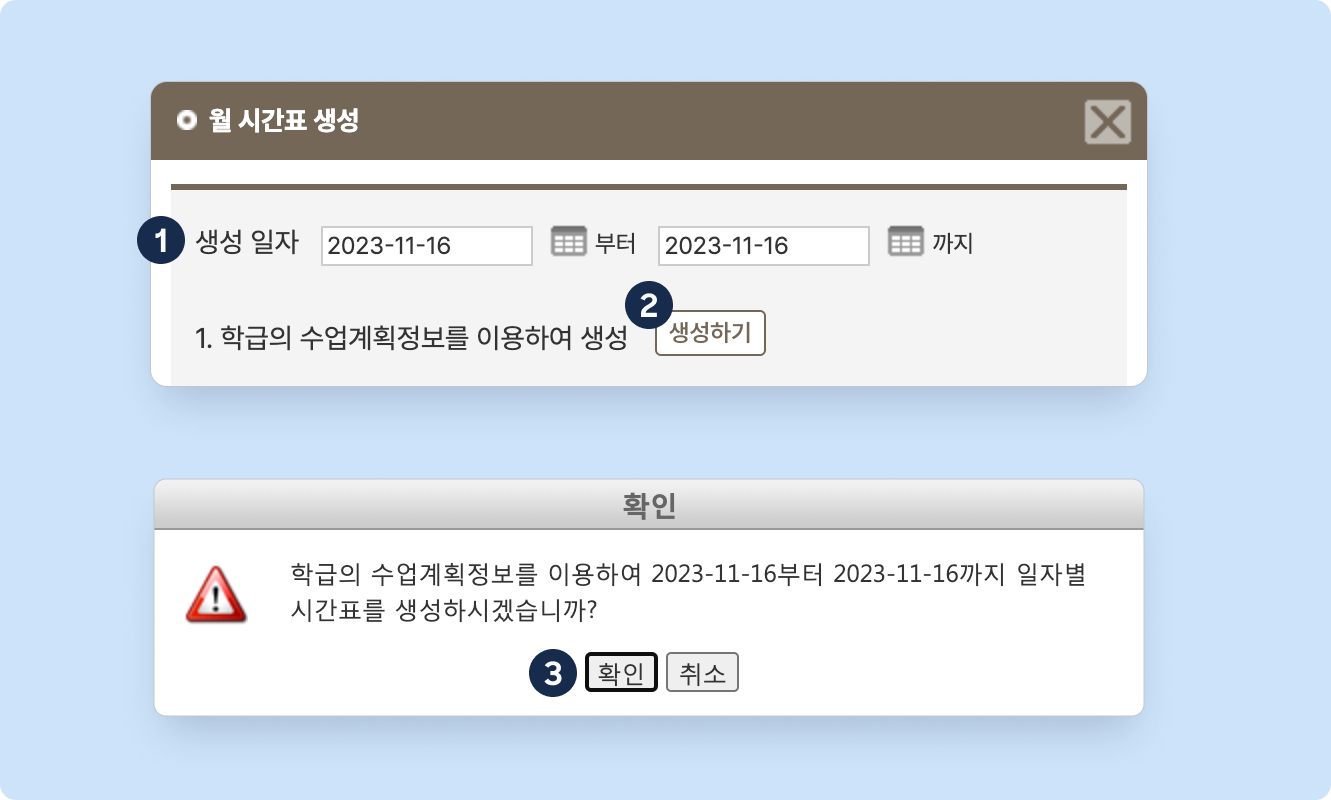 월 시간표 생성
1 생성 일자 2023-11-16 부터 2023-11-16 까지
2
1. 학급의 수업계획정보를 이용하여 생성 생성하기
확인
학급의 수업계획정보를 이용하여 2023-11-16부터 2023-11-16까지 일자별
시간표를 생성하시겠습니까?
3 확인 취소